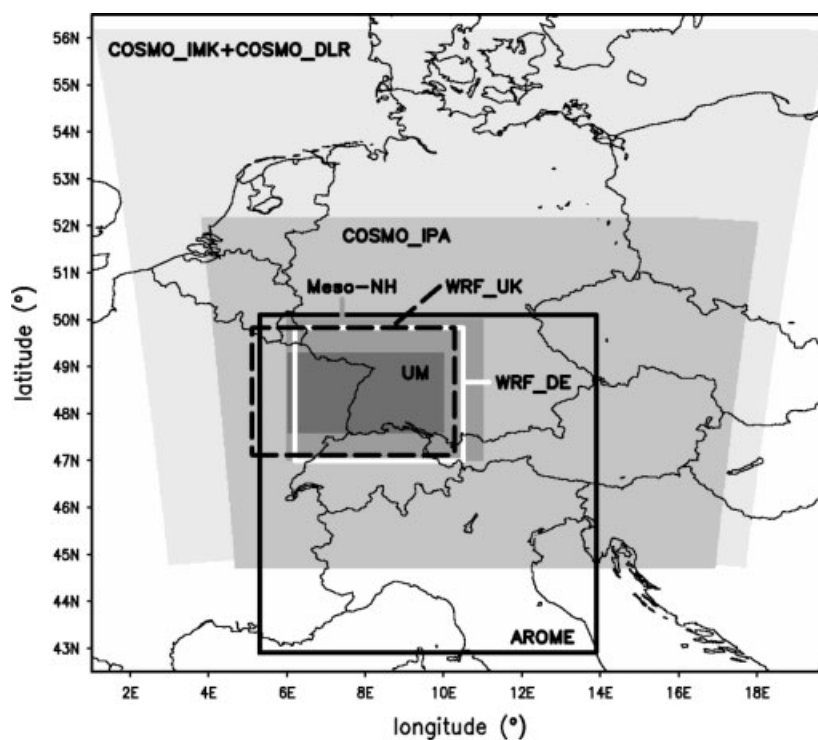 56N
COSMO_IMK+COSMO_DLR
55N
54N
53N
52N
COSMO_IPA
51N
Meso-NH
WRF_UK
50N
49N
UM
WRF_DE
48N
47N
46N
45N
44N
43N
AROME
latitude (°)
2E 4E 6E 8E 10E 12E 14E 16E 18E
longitude (°)